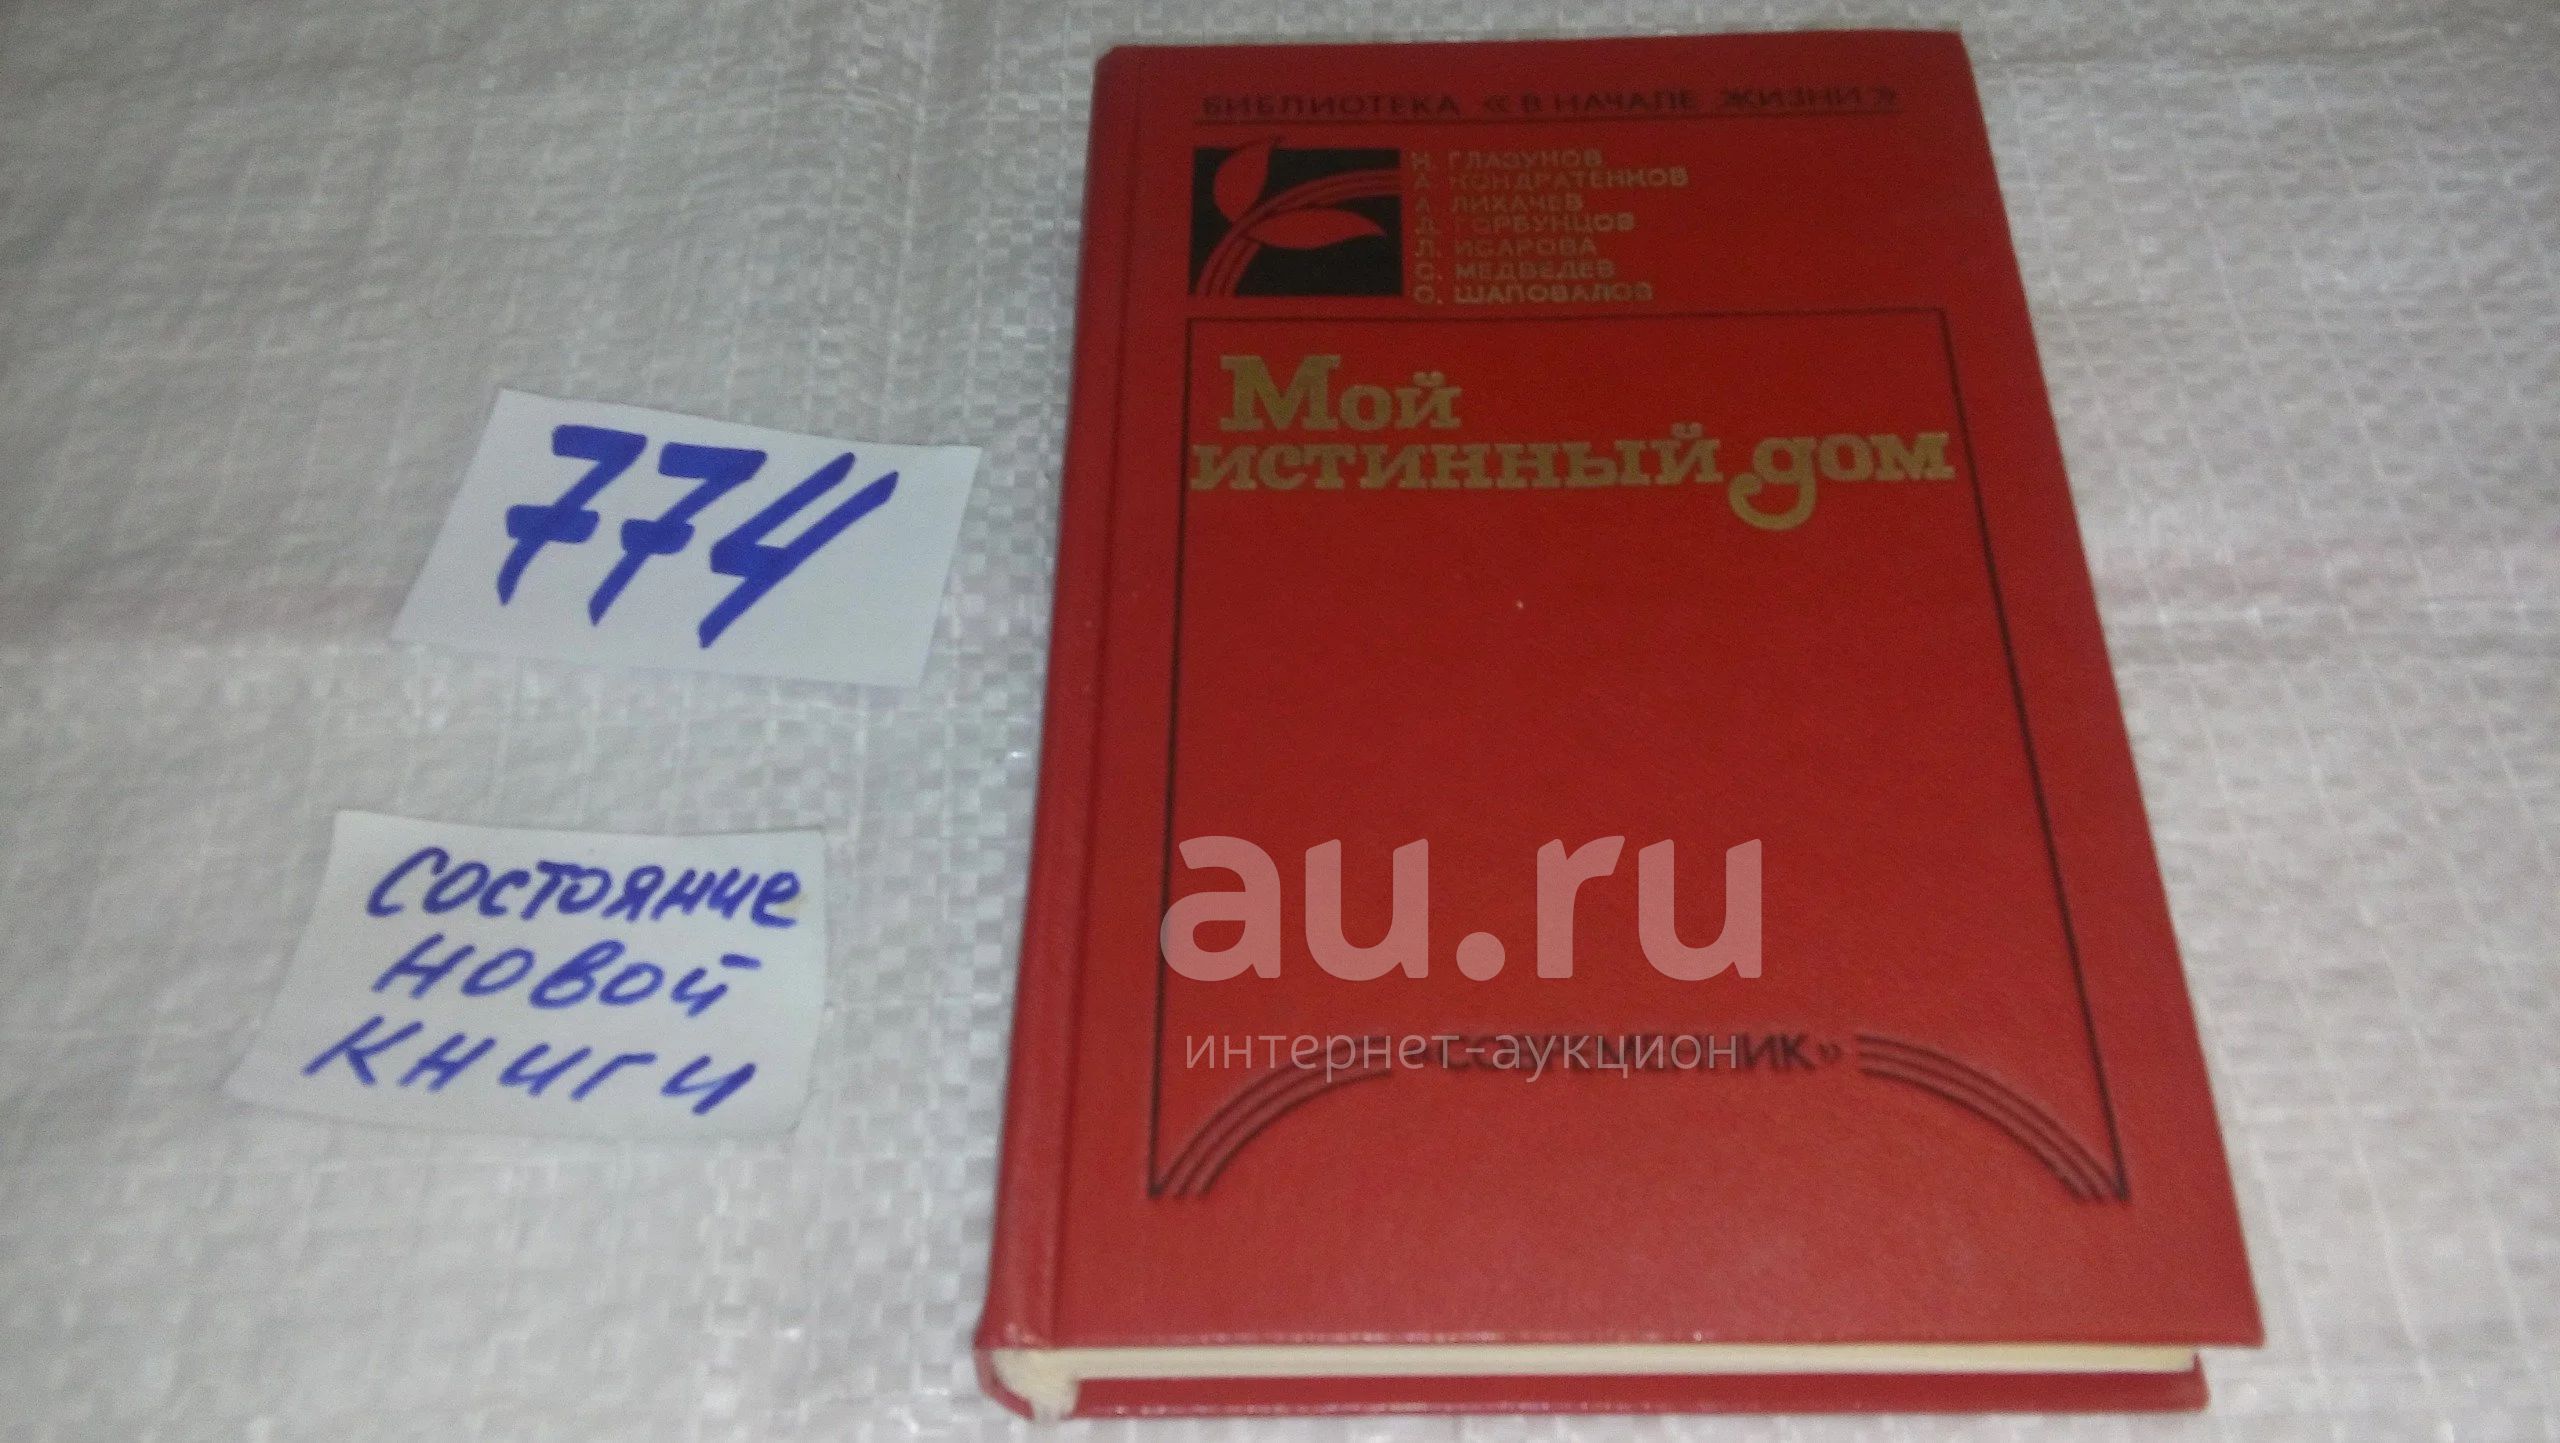 БИБЛИОТЕКА «В НАЧАЛЕ ЖИЗНИ»
И. ГЛАЗУНОВ
А. КОНДРАТЕНКОВ
А. ЛИХАЧЕВ
Д. ГОРБУНЦОВ
Л. ИСАРОВА
С. МЕДВЕДЕВ
О. ШАПОВАЛОВ
Мой
истинный дом
774
состояние
новой
книги
au.ru
интернет-аукцион